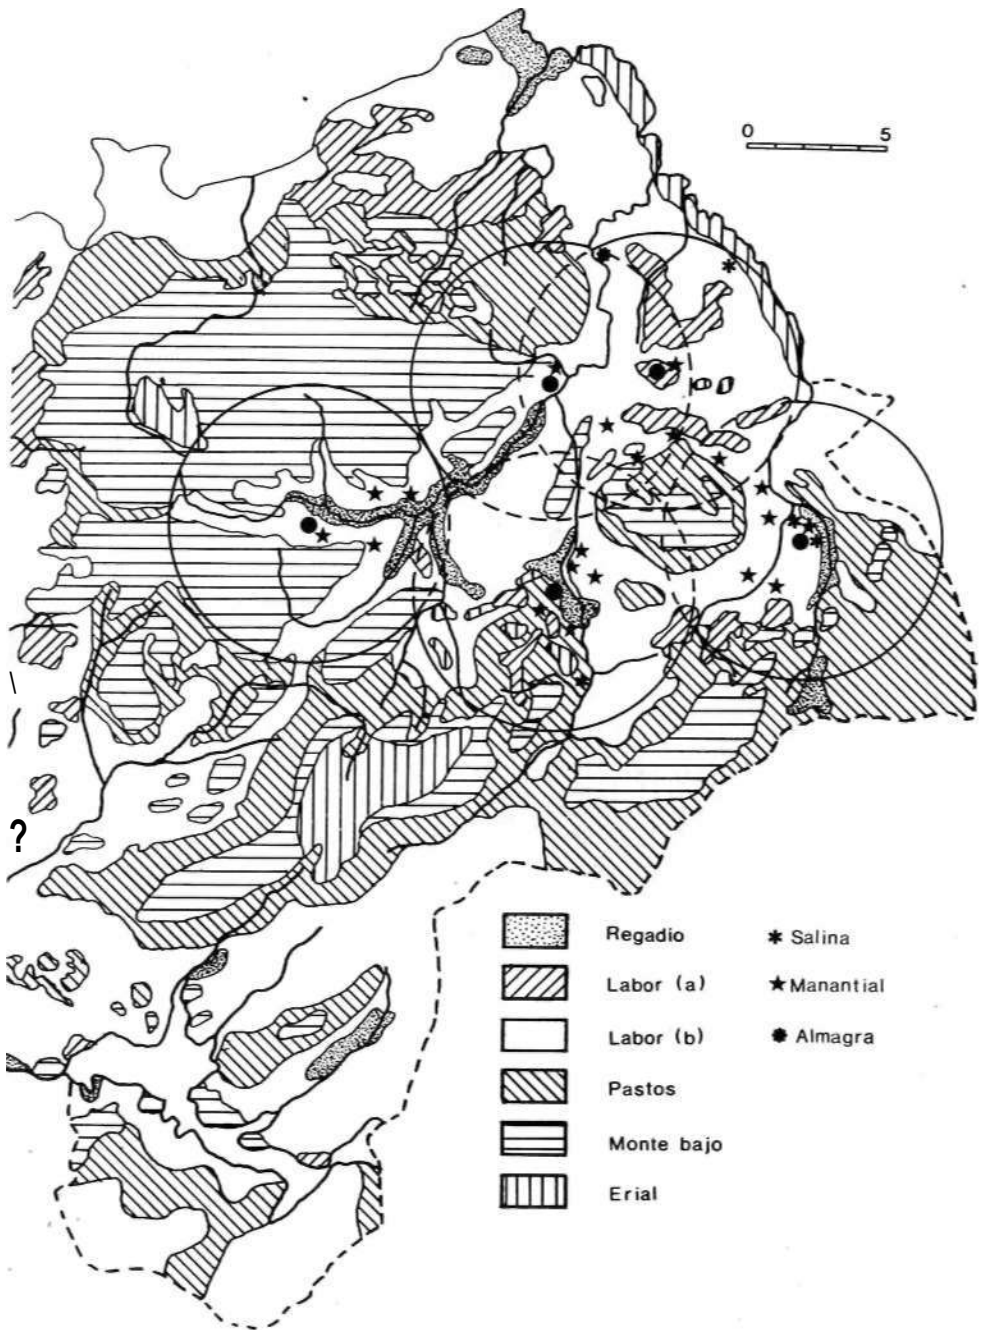 0 5
\
?
Regadio
Labor (a)
Labor (b)
Pastos
Monte bajo
Erial
* Salina
★ Manantial
Almagra